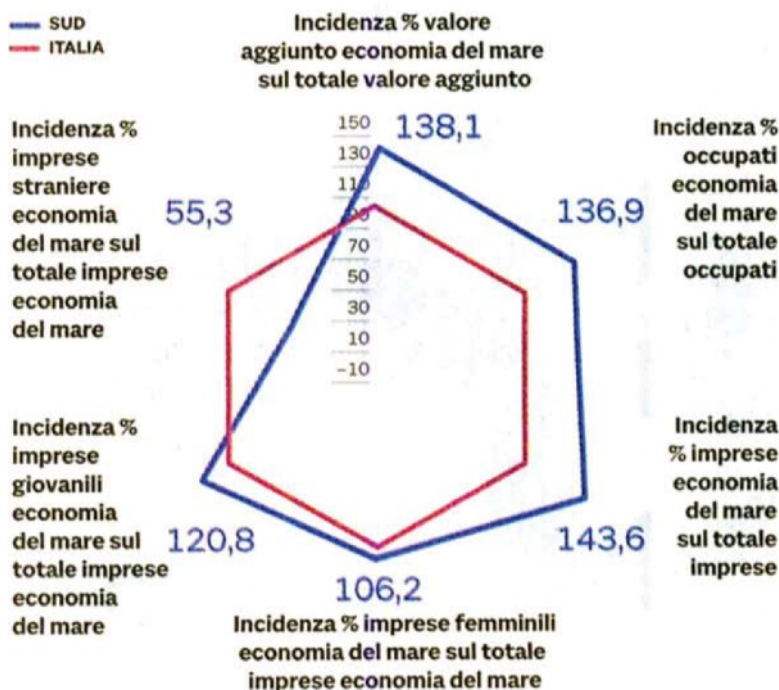 SUD
ITALIA
Incidenza % valore
aggiunto economia del mare
sul totale valore aggiunto
138,1
150
130
110
90
70
50
30
10
-10
Incidenza %
occupati
economia
del mare
sul totale
occupati
136,9
Incidenza
% imprese
economia
del mare
sul totale
imprese
143,6
106,2
Incidenza % imprese femminili
economia del mare sul totale
imprese economia del mare
Incidenza %
imprese
giovanili
economia
del mare sul
totale imprese
economia
del mare
120,8
Incidenza %
imprese
straniere
economia
del mare sul
totale imprese
economia
del mare
55,3